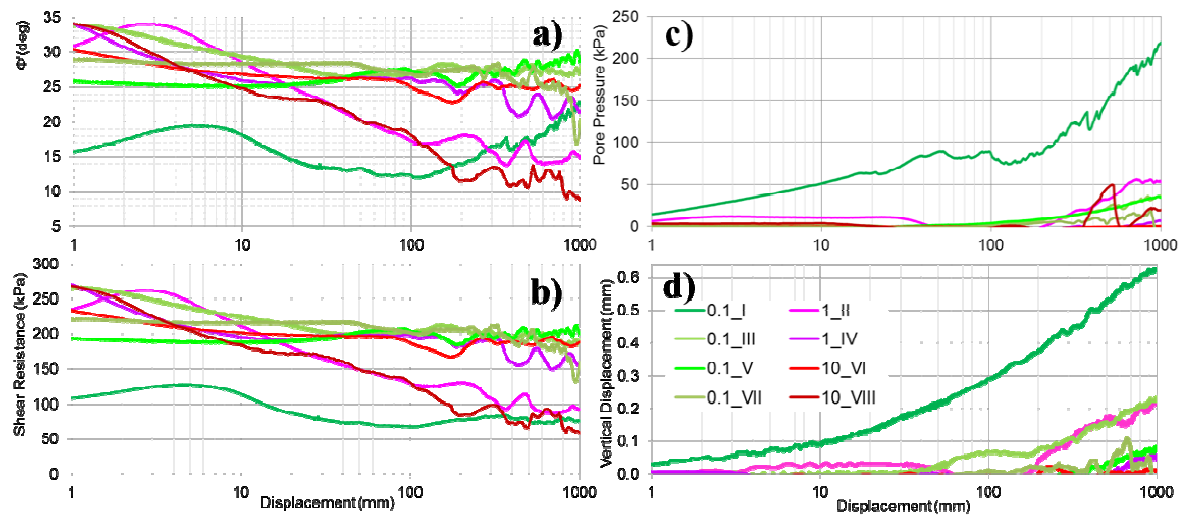 a)
Φ' (deg)
35
30
25
20
15
10
5
1
10
100
1000
b)
Shear Resistance (kPa)
300
250
200
150
100
50
0
1
10
100
1000
Displacement (mm)
c)
Pore Pressure (kPa)
250
200
150
100
50
0
1
10
100
1000
d)
Vertical Displacement (mm)
0.6
0.5
0.4
0.3
0.2
0.1
0.0
0.1_I
1_II
0.1_III
1_IV
0.1_V
10_VI
0.1_VII
10_VIII
1
10
100
1000
Displacement (mm)